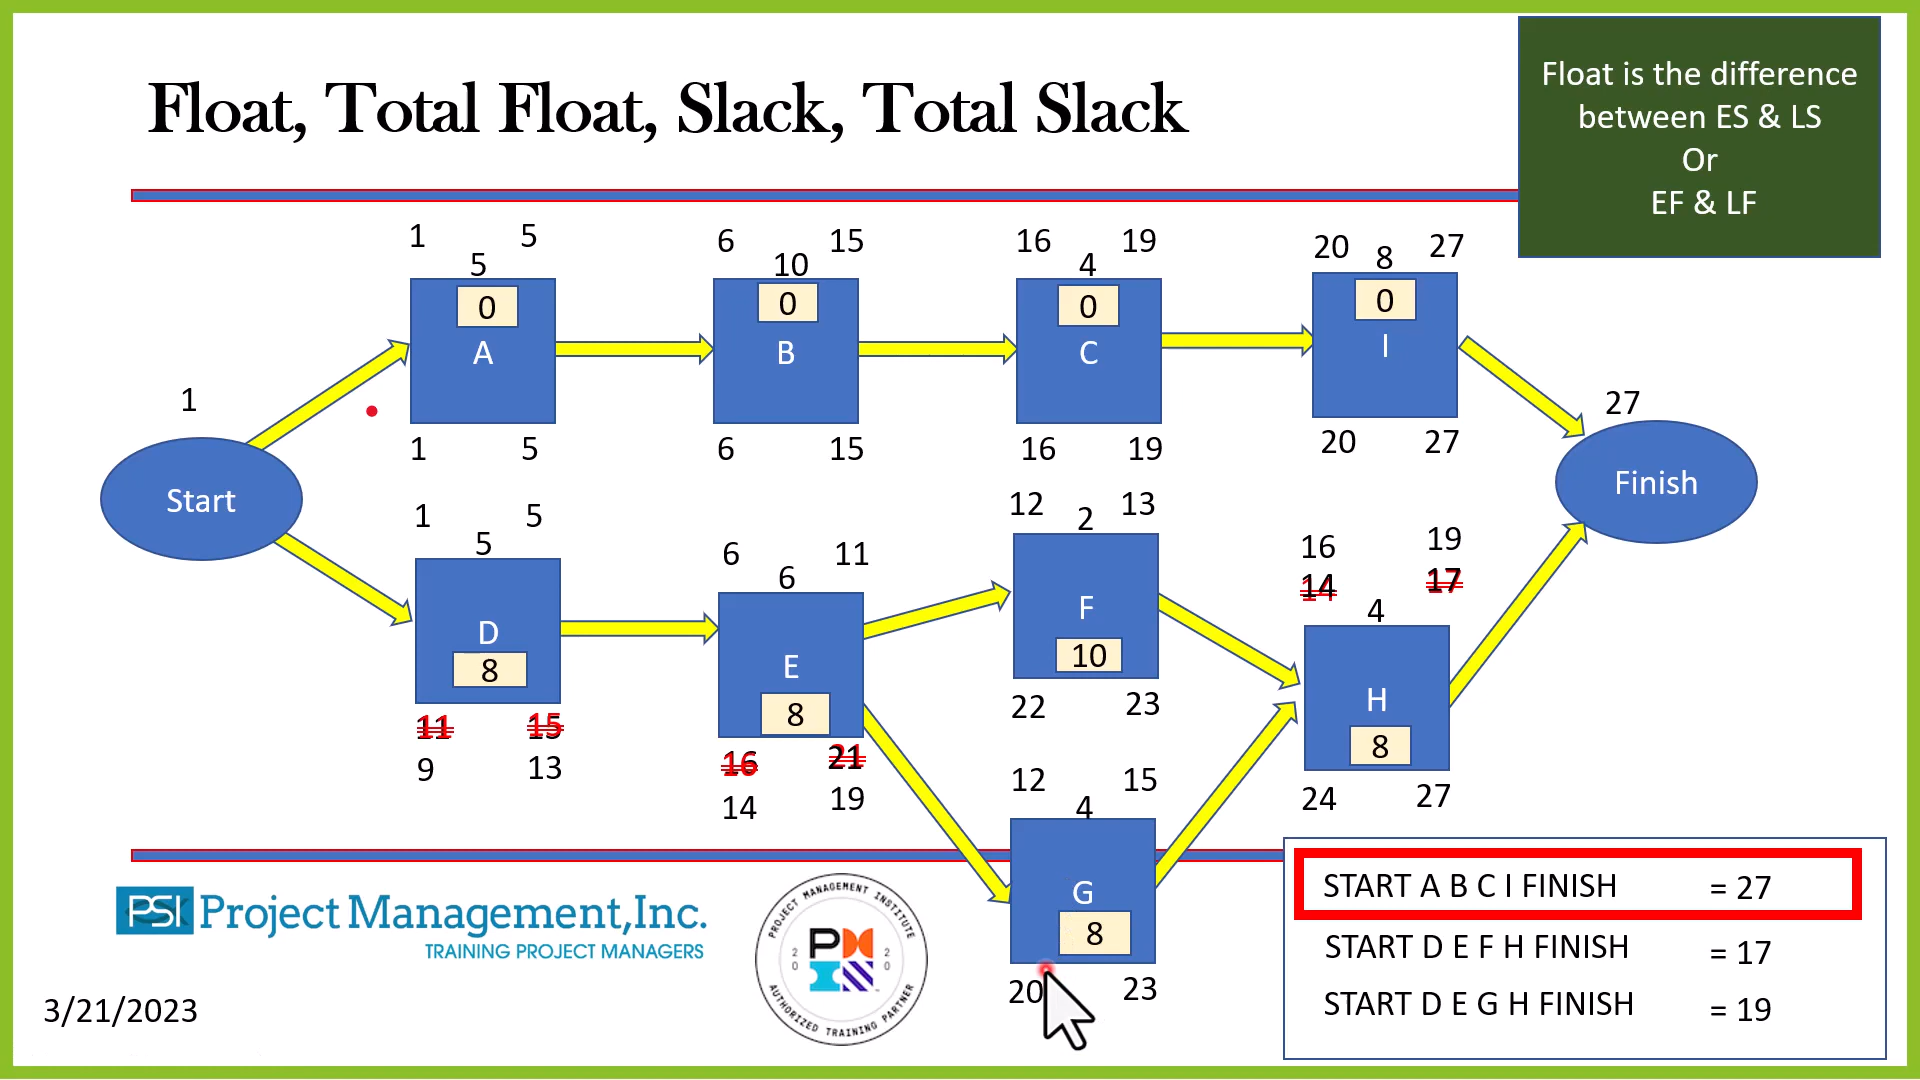 Float, Total Float, Slack, Total Slack
Float is the difference
between ES & LS
Or
EF & LF
1 5
5
0
A
1 5
6 15
10
0
B
6 15
16 19
4
0
C
16 19
20 27
8
0
I
20 27
1
Start
27
Finish
1 5
5
D
8
11 15
9 13
6 11
6
E
8
16 21
14 19
12 13
2
F
10
22 23
16 19
14 17
4
H
8
24 27
12 15
4
G
8
20 23
START A B C I FINISH = 27
START D E F H FINISH = 17
START D E G H FINISH = 19
PSI Project Management, Inc.
TRAINING PROJECT MANAGERS
PROJECT MANAGEMENT INSTITUTE
20 20
AUTHORIZED TRAINING PARTNER
3/21/2023